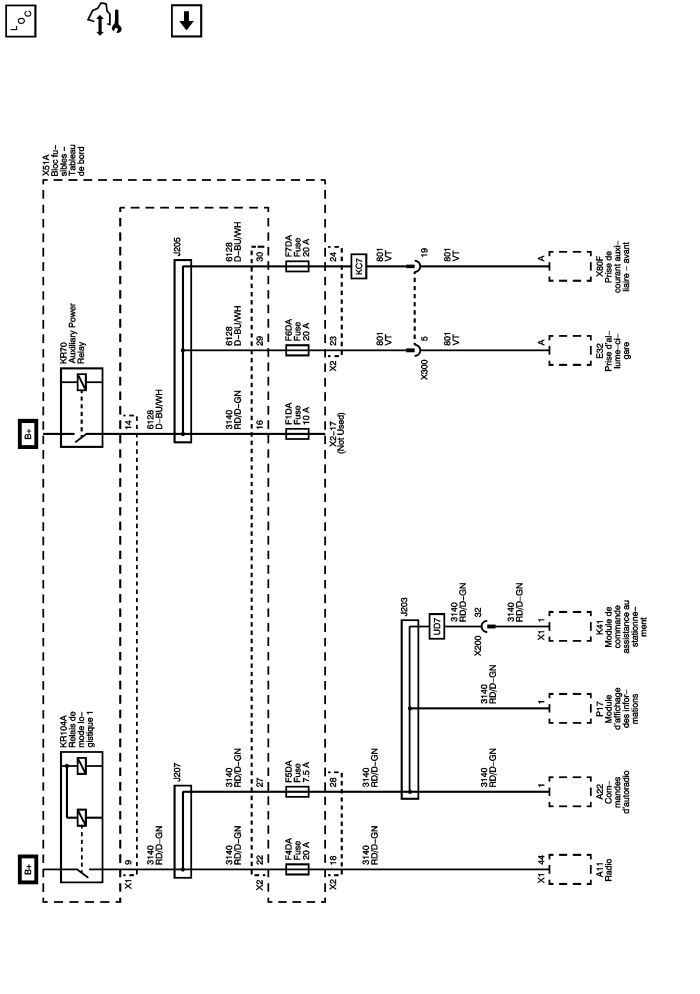 LOC
X51A
Bloc fu–
sibles –
Tableau
de bord
B+
KR104A
Relais de
mode lo–
gistique 1
B+
KR70
Auxiliary Power
Relay
X1
9
14
3140
RD/D–GN
6128
D–BU/WH
J207
J205
3140
RD/D–GN
3140
RD/D–GN
3140
RD/D–GN
6128
D–BU/WH
6128
D–BU/WH
X2
22
27
16
29
30
F4DA
Fuse
20 A
F5DA
Fuse
7.5 A
F1DA
Fuse
10 A
F6DA
Fuse
20 A
F7DA
Fuse
20 A
X2
18
28
X2–17
(Not Used)
X2
23
24
3140
RD/D–GN
3140
RD/D–GN
KC7
801
VT
801
VT
J203
X300
5
19
UD7
3140
RD/D–GN
X200
32
3140
RD/D–GN
3140
RD/D–GN
3140
RD/D–GN
801
VT
801
VT
X1
44
1
1
X1
1
A
A
A11
Radio
A22
Com–
mandes
d'autoradio
P17
Module
d'affichage
des infor–
mations
K41
Module de
commande
assistance au
stationne–
ment
E32
Prise d'al–
lume–ci–
gare
X80F
Prise de
courant auxi–
liaire – avant